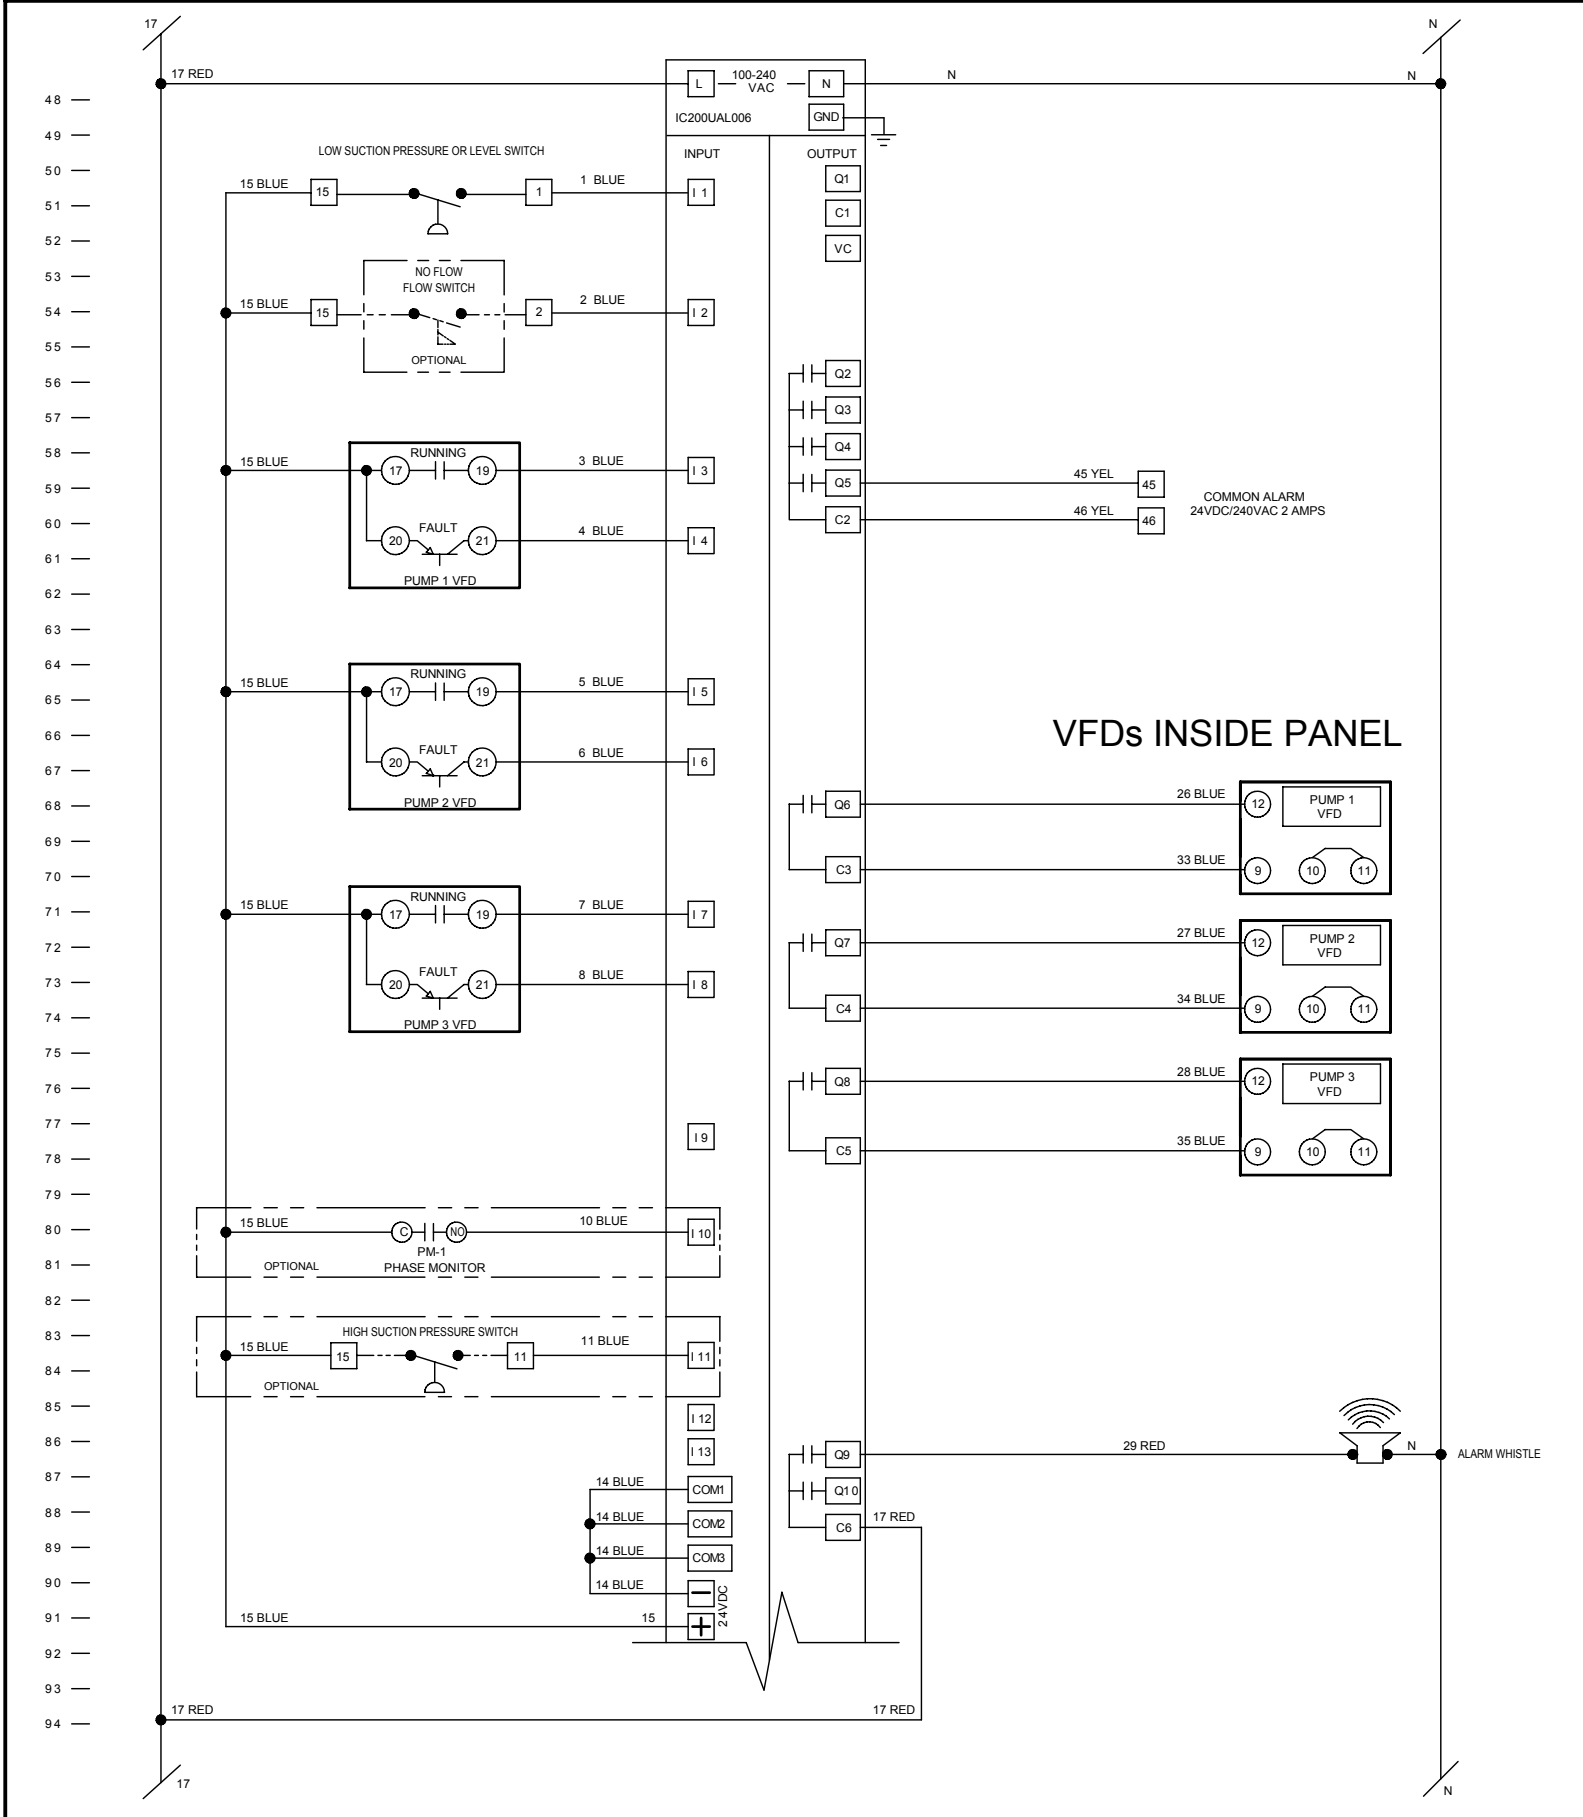 17
N
17 RED
L
100-240
VAC
N
N
N
48
IC200UAL006
GND
49
LOW SUCTION PRESSURE OR LEVEL SWITCH
INPUT
OUTPUT
50
15 BLUE
15
1
1 BLUE
I 1
Q1
51
C1
52
VC
53
NO FLOW
FLOW SWITCH
54
15 BLUE
15
2
2 BLUE
I 2
55
OPTIONAL
56
Q2
57
Q3
58
RUNNING
Q4
15 BLUE
17
19
3 BLUE
I 3
59
Q5
45 YEL
45
COMMON ALARM
24VDC/240VAC 2 AMPS
60
FAULT
20
21
4 BLUE
I 4
C2
46 YEL
46
61
PUMP 1 VFD
62
63
64
RUNNING
15 BLUE
17
19
5 BLUE
I 5
65
66
VFDs INSIDE PANEL
FAULT
20
21
6 BLUE
I 6
67
68
PUMP 2 VFD
Q6
26 BLUE
12
PUMP 1
VFD
69
70
C3
33 BLUE
9
10
11
RUNNING
71
15 BLUE
17
19
7 BLUE
I 7
72
Q7
27 BLUE
12
PUMP 2
VFD
73
FAULT
20
21
8 BLUE
I 8
74
C4
34 BLUE
9
10
11
PUMP 3 VFD
75
76
Q8
28 BLUE
12
PUMP 3
VFD
77
I 9
78
C5
35 BLUE
9
10
11
79
80
15 BLUE
C
NO
10 BLUE
I 10
PM-1
81
OPTIONAL
PHASE MONITOR
82
83
HIGH SUCTION PRESSURE SWITCH
15 BLUE
15
11
11 BLUE
I 11
84
OPTIONAL
85
I 12
86
I 13
Q9
29 RED
N
ALARM WHISTLE
87
14 BLUE
COM1
Q10
88
14 BLUE
COM2
C6
17 RED
89
14 BLUE
COM3
90
14 BLUE
24VDC
91
15 BLUE
15
92
93
17 RED
17 RED
94
17
N